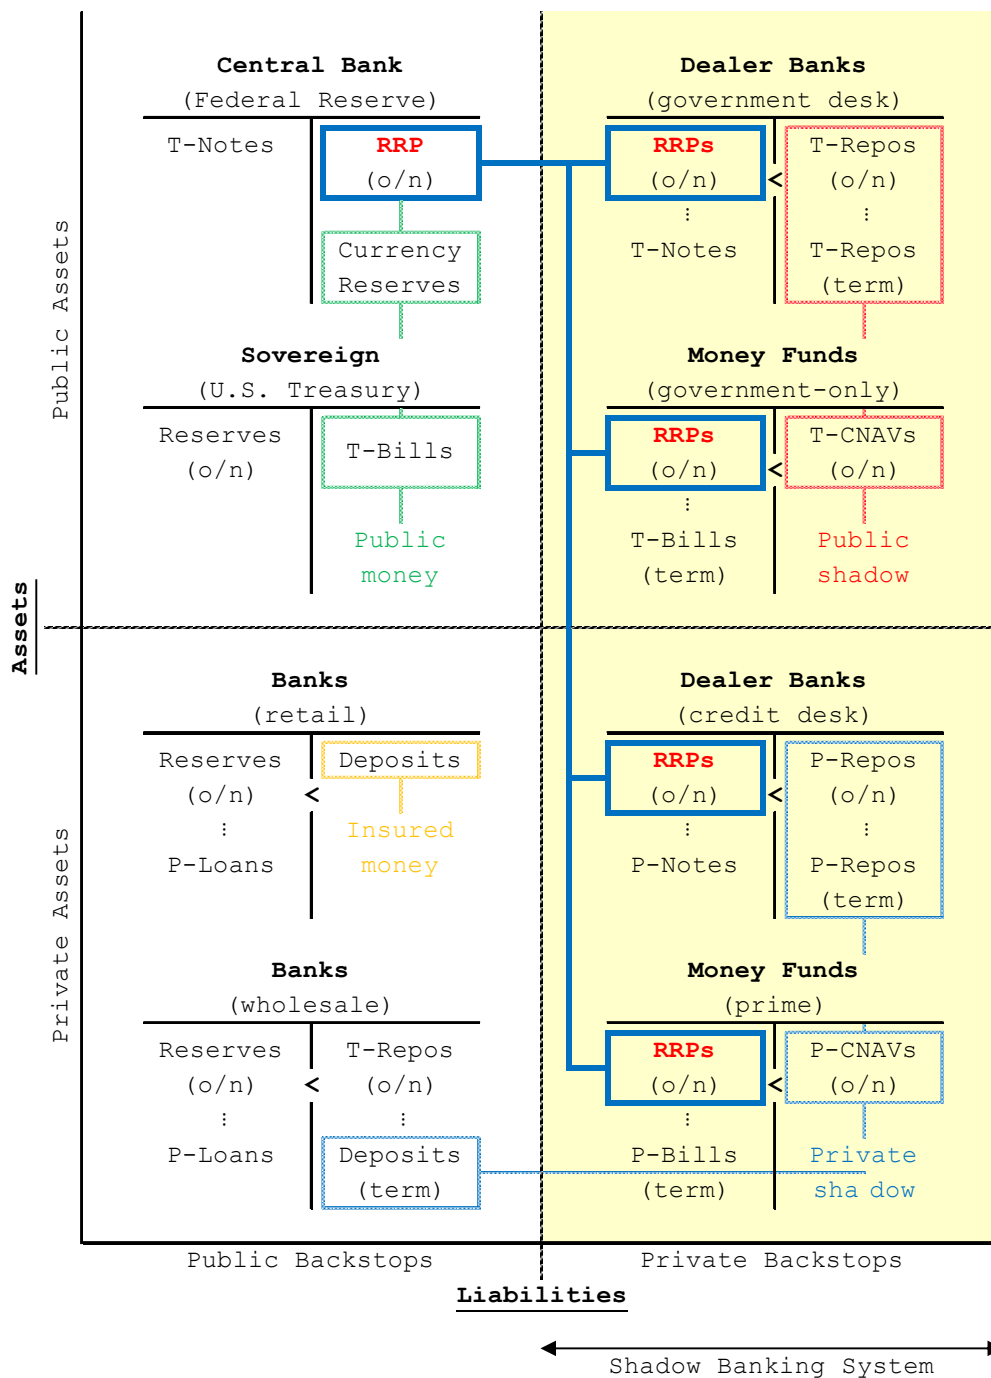 Central Bank
(Federal Reserve)
T-Notes
RRP
(o/n)
Currency
Reserves
Dealer Banks
(government desk)
RRPs
(o/n)
⋮
T-Notes
<
T-Repos
(o/n)
⋮
T-Repos
(term)
Sovereign
(U.S. Treasury)
Reserves
(o/n)
T-Bills
Public
money
Money Funds
(government-only)
RRPs
(o/n)
⋮
T-Bills
(term)
<
T-CNAVs
(o/n)
Public
shadow
Public Assets
Assets
Private Assets
Banks
(retail)
Reserves
(o/n)
⋮
P-Loans
<
Deposits
Insured
money
Dealer Banks
(credit desk)
RRPs
(o/n)
⋮
P-Notes
<
P-Repos
(o/n)
⋮
P-Repos
(term)
Banks
(wholesale)
Reserves
(o/n)
⋮
P-Loans
<
T-Repos
(o/n)
⋮
Deposits
(term)
Money Funds
(prime)
RRPs
(o/n)
⋮
P-Bills
(term)
<
P-CNAVs
(o/n)
Private
sha dow
Public Backstops
Private Backstops
Liabilities
Shadow Banking System